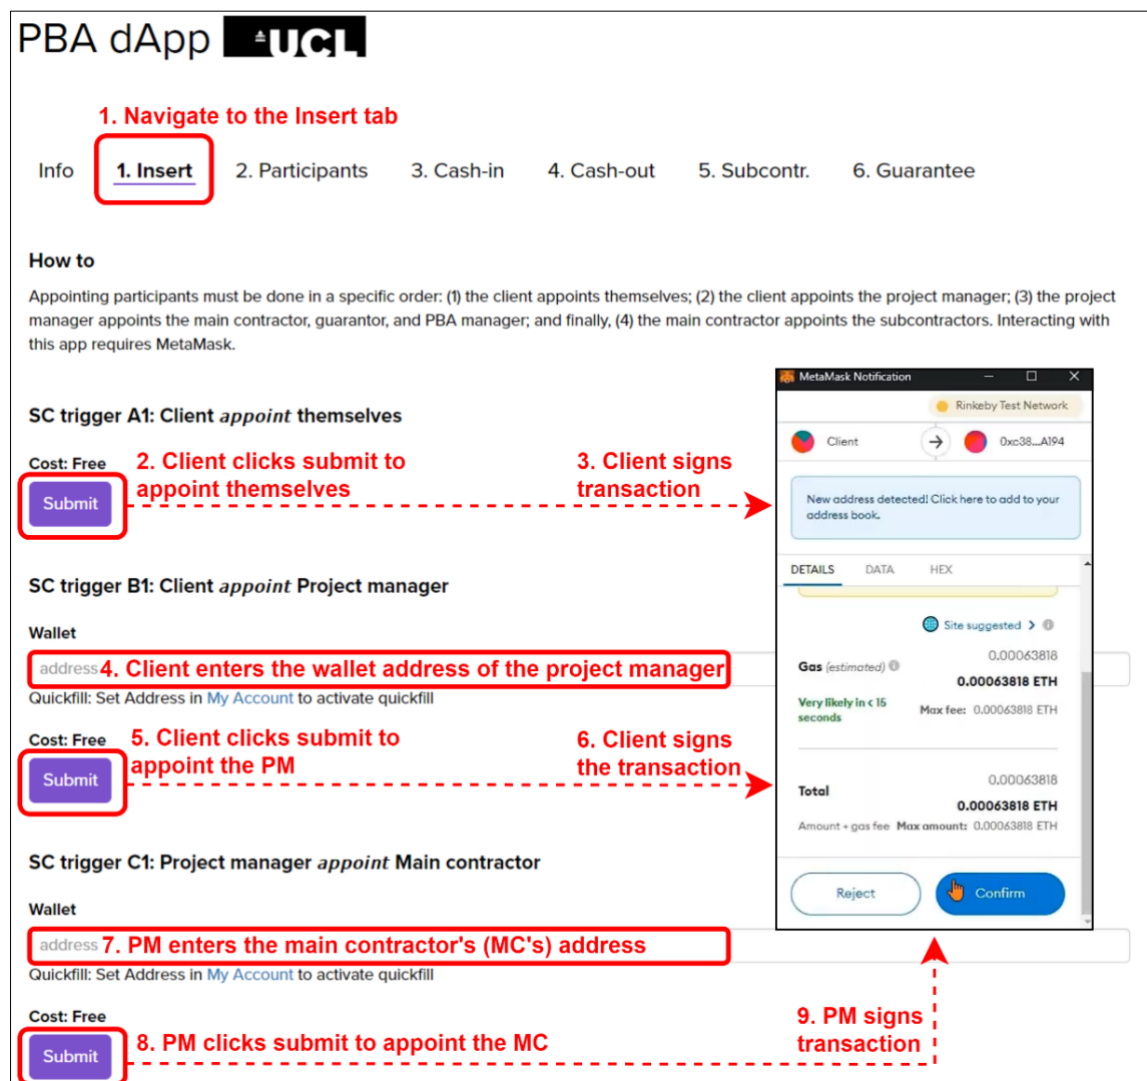 PBA dApp UCL
1. Navigate to the Insert tab
Info 1. Insert 2. Participants 3. Cash-in 4. Cash-out 5. Subcontr. 6. Guarantee
How to
Appointing participants must be done in a specific order: (1) the client appoints themselves; (2) the client appoints the project manager; (3) the project
manager appoints the main contractor, guarantor, and PBA manager; and finally, (4) the main contractor appoints the subcontractors. Interacting with
this app requires MetaMask.
SC trigger A1: Client appoint themselves
Cost: Free
2. Client clicks submit to
appoint themselves
Submit
3. Client signs
transaction
SC trigger B1: Client appoint Project manager
Wallet
address 4. Client enters the wallet address of the project manager
Quickfill: Set Address in My Account to activate quickfill
Cost: Free
5. Client clicks submit to
appoint the PM
Submit
6. Client signs
the transaction
SC trigger C1: Project manager appoint Main contractor
Wallet
address 7. PM enters the main contractor's (MC's) address
Quickfill: Set Address in My Account to activate quickfill
Cost: Free
Submit
8. PM clicks submit to appoint the MC
9. PM signs
transaction
MetaMask Notification
Rinkeby Test Network
Client 0xc38...A194
New address detected! Click here to add to your
address book.
DETAILS DATA HEX
Site suggested
Gas (estimated) 0.00063818
0.00063818 ETH
Very likely in < 15
seconds
Max fee: 0.00063818 ETH
Total 0.00063818
0.00063818 ETH
Amount + gas fee Max amount: 0.00063818 ETH
Reject Confirm